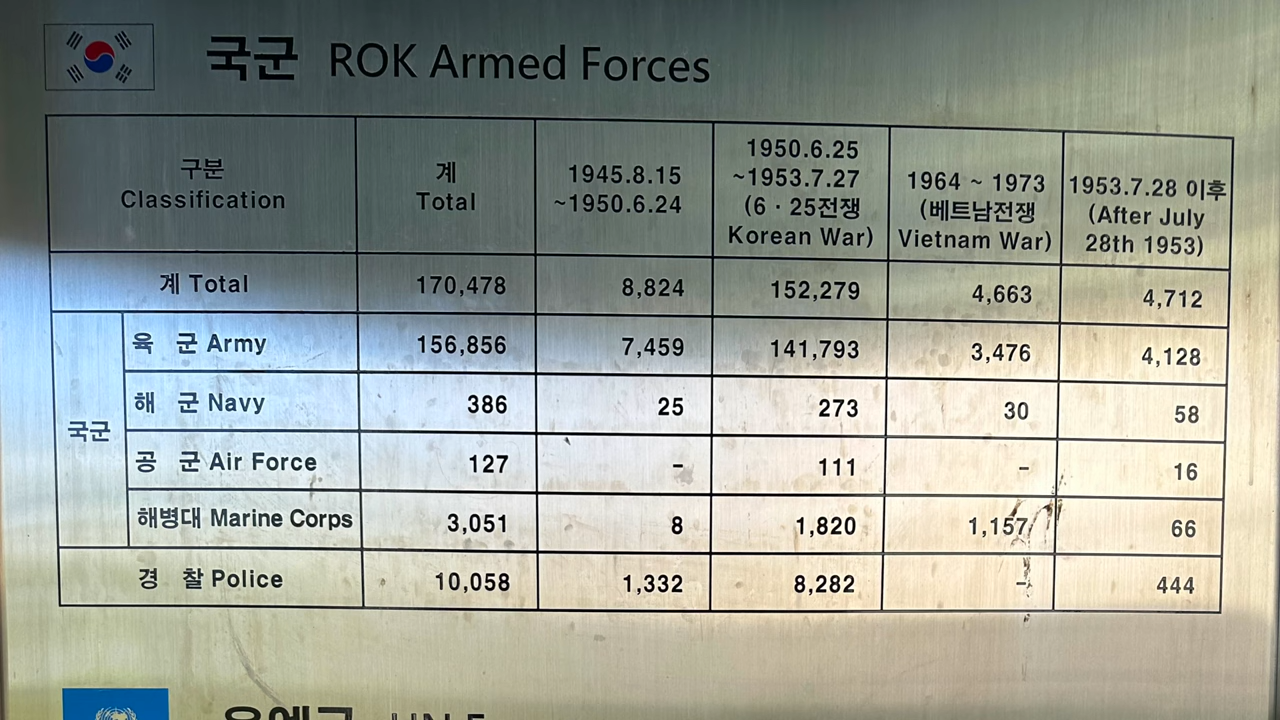 국군 ROK Armed Forces
구분
Classification
계
Total
1945.8.15
~1950.6.24
1950.6.25
~1953.7.27
(6·25전쟁
Korean War)
1964 ~ 1973
(베트남전쟁
Vietnam War)
1953.7.28 이후
(After July
28th 1953)
계 Total 170,478 8,824 152,279 4,663 4,712
국군
육 군 Army 156,856 7,459 141,793 3,476 4,128
해 군 Navy 386 25 273 30 58
공 군 Air Force 127 - 111 - 16
해병대 Marine Corps 3,051 8 1,820 1,157 66
경 찰 Police 10,058 1,332 8,282 - 444